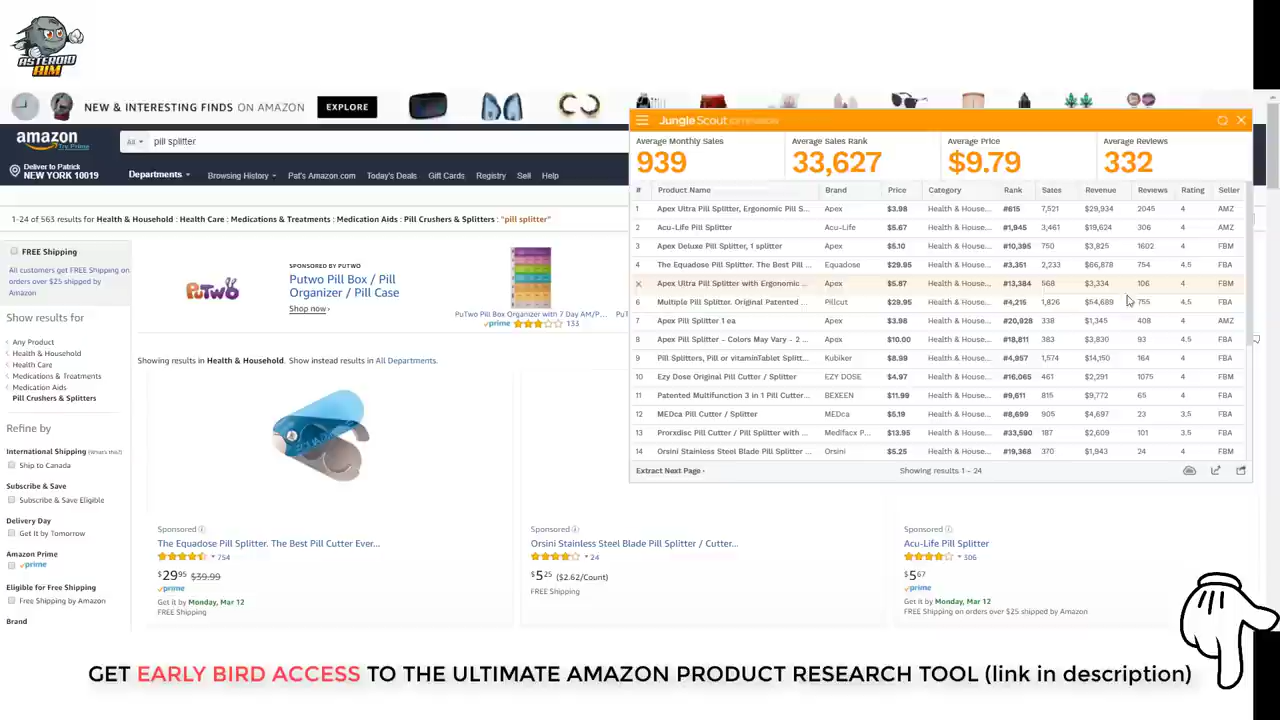 ASTEROID
AIM
NEW & INTERESTING FINDS ON AMAZON
EXPLORE
amazon
Try Prime
All
pill splitter
Deliver to Patrick
NEW YORK 10019
Departments
Browsing History
Pat's Amazon.com
Today's Deals
Gift Cards
Registry
Sell
Help
1-24 of 563 results for Health & Household : Health Care : Medications & Treatments : Medication Aids : Pill Crushers & Splitters : "pill splitter"
FREE Shipping
All customers get FREE Shipping on
orders over $25 shipped by
Amazon
Show results for
Any Product
Health & Household
Health Care
Medications & Treatments
Medication Aids
Pill Crushers & Splitters
Refine by
International Shipping (What's this?)
Ship to Canada
Subscribe & Save
Subscribe & Save Eligible
Delivery Day
Get It by Tomorrow
Amazon Prime
prime
Eligible for Free Shipping
Free Shipping by Amazon
Brand
PUTWO
SPONSORED BY PUTWO
Putwo Pill Box / Pill
Organizer / Pill Case
Shop now ›
PuTwo Pill Box Organizer with 7 Day AM/P...
prime 133
Showing results in Health & Household. Show instead results in All Departments.
Sponsored
The Equadose Pill Splitter. The Best Pill Cutter Ever...
754
$29.95 $39.99
prime
Get it by Monday, Mar 12
FREE Shipping
Sponsored
Orsini Stainless Steel Blade Pill Splitter / Cutter...
24
$5.25 ($2.62/Count)
FREE Shipping
Sponsored
Acu-Life Pill Splitter
306
$5.67
prime
Get it by Monday, Mar 12
FREE Shipping on orders over $25 shipped by Amazon
Jungle Scout
Average Monthly Sales Average Sales Rank Average Price Average Reviews
939 33,627 $9.79 332
# Product Name Brand Price Category Rank Sales Revenue Reviews Rating Seller
1 Apex Ultra Pill Splitter, Ergonomic Pill S... Apex $3.98 Health & House... #615 7,521 $29,934 2045 4 AMZ
2 Acu-Life Pill Splitter Acu-Life $5.67 Health & House... #1,945 3,461 $19,624 306 4 AMZ
3 Apex Deluxe Pill Splitter, 1 splitter Apex $5.10 Health & House... #10,395 750 $3,825 1602 4 FBM
4 The Equadose Pill Splitter. The Best Pill ... Equadose $29.95 Health & House... #3,351 2,233 $66,878 754 4.5 FBA
x Apex Ultra Pill Splitter with Ergonomic ... Apex $5.87 Health & House... #13,384 568 $3,334 106 4 FBM
6 Multiple Pill Splitter. Original Patented ... Pillcut $29.95 Health & House... #4,215 1,826 $54,689 755 4.5 FBA
7 Apex Pill Splitter 1 ea Apex $3.98 Health & House... #20,928 338 $1,345 408 4 AMZ
8 Apex Pill Splitter - Colors May Vary - 2 ... Apex $10.00 Health & House... #18,811 383 $3,830 93 4.5 FBA
9 Pill Splitters, Pill or vitaminTablet Splitt... Kubiker $8.99 Health & House... #4,957 1,574 $14,150 164 4 FBA
10 Ezy Dose Original Pill Cutter / Splitter EZY DOSE $4.97 Health & House... #16,065 461 $2,291 1075 4 FBM
11 Patented Multifunction 3 in 1 Pill Cutter... BEXEEN $11.99 Health & House... #9,611 815 $9,772 65 4 FBA
12 MEDca Pill Cutter / Splitter MEDca $5.19 Health & House... #8,699 905 $4,697 23 3.5 FBA
13 Prorxdisc Pill Cutter / Pill Splitter with ... Medifacx P... $13.95 Health & House... #33,590 187 $2,609 101 3.5 FBA
14 Orsini Stainless Steel Blade Pill Splitter ... Orsini $5.25 Health & House... #19,368 370 $1,943 24 4 FBM
Extract Next Page › Showing results 1 - 24
GET EARLY BIRD ACCESS TO THE ULTIMATE AMAZON PRODUCT RESEARCH TOOL (link in description)